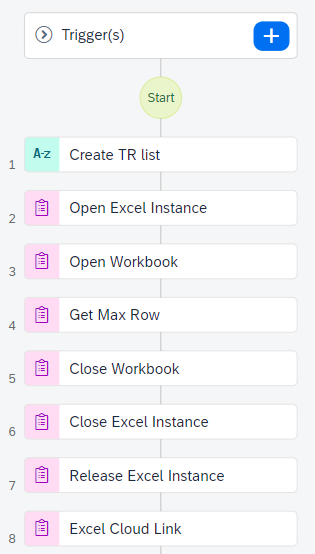 Trigger(s)
Start
1 A-z Create TR list
2 Open Excel Instance
3 Open Workbook
4 Get Max Row
5 Close Workbook
6 Close Excel Instance
7 Release Excel Instance
8 Excel Cloud Link